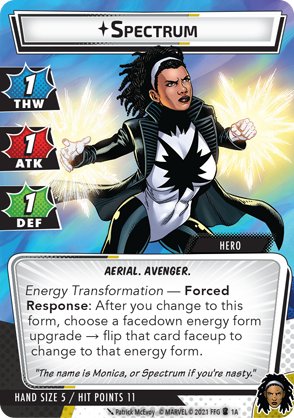 SPECTRUM
1
THW
1
ATK
1
DEF
HERO
AERIAL. AVENGER.
Energy Transformation — Forced
Response: After you change to this
form, choose a facedown energy form
upgrade → flip that card faceup to
change to that energy form.
"The name is Monica, or Spectrum if you're nasty."
HAND SIZE 5 / HIT POINTS 11
Patrick McEvoy © MARVEL © 2021 FFG 1A